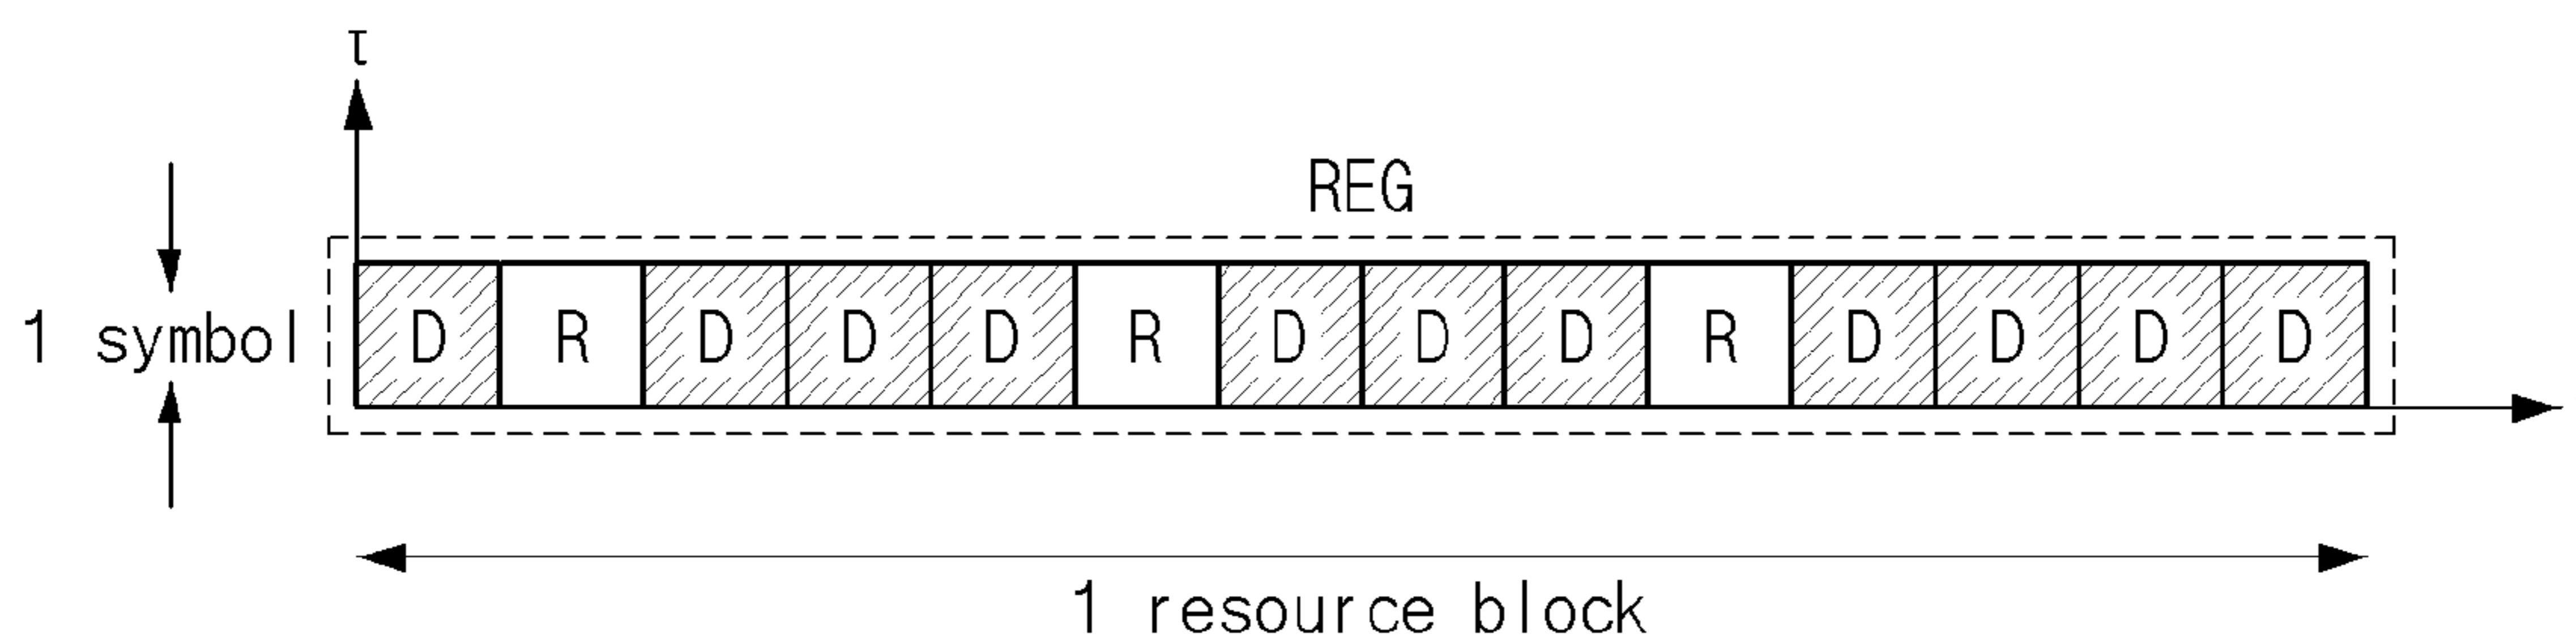 τ
REG
1 symbol
D R D D D R D D D R D D D D
1 resource block